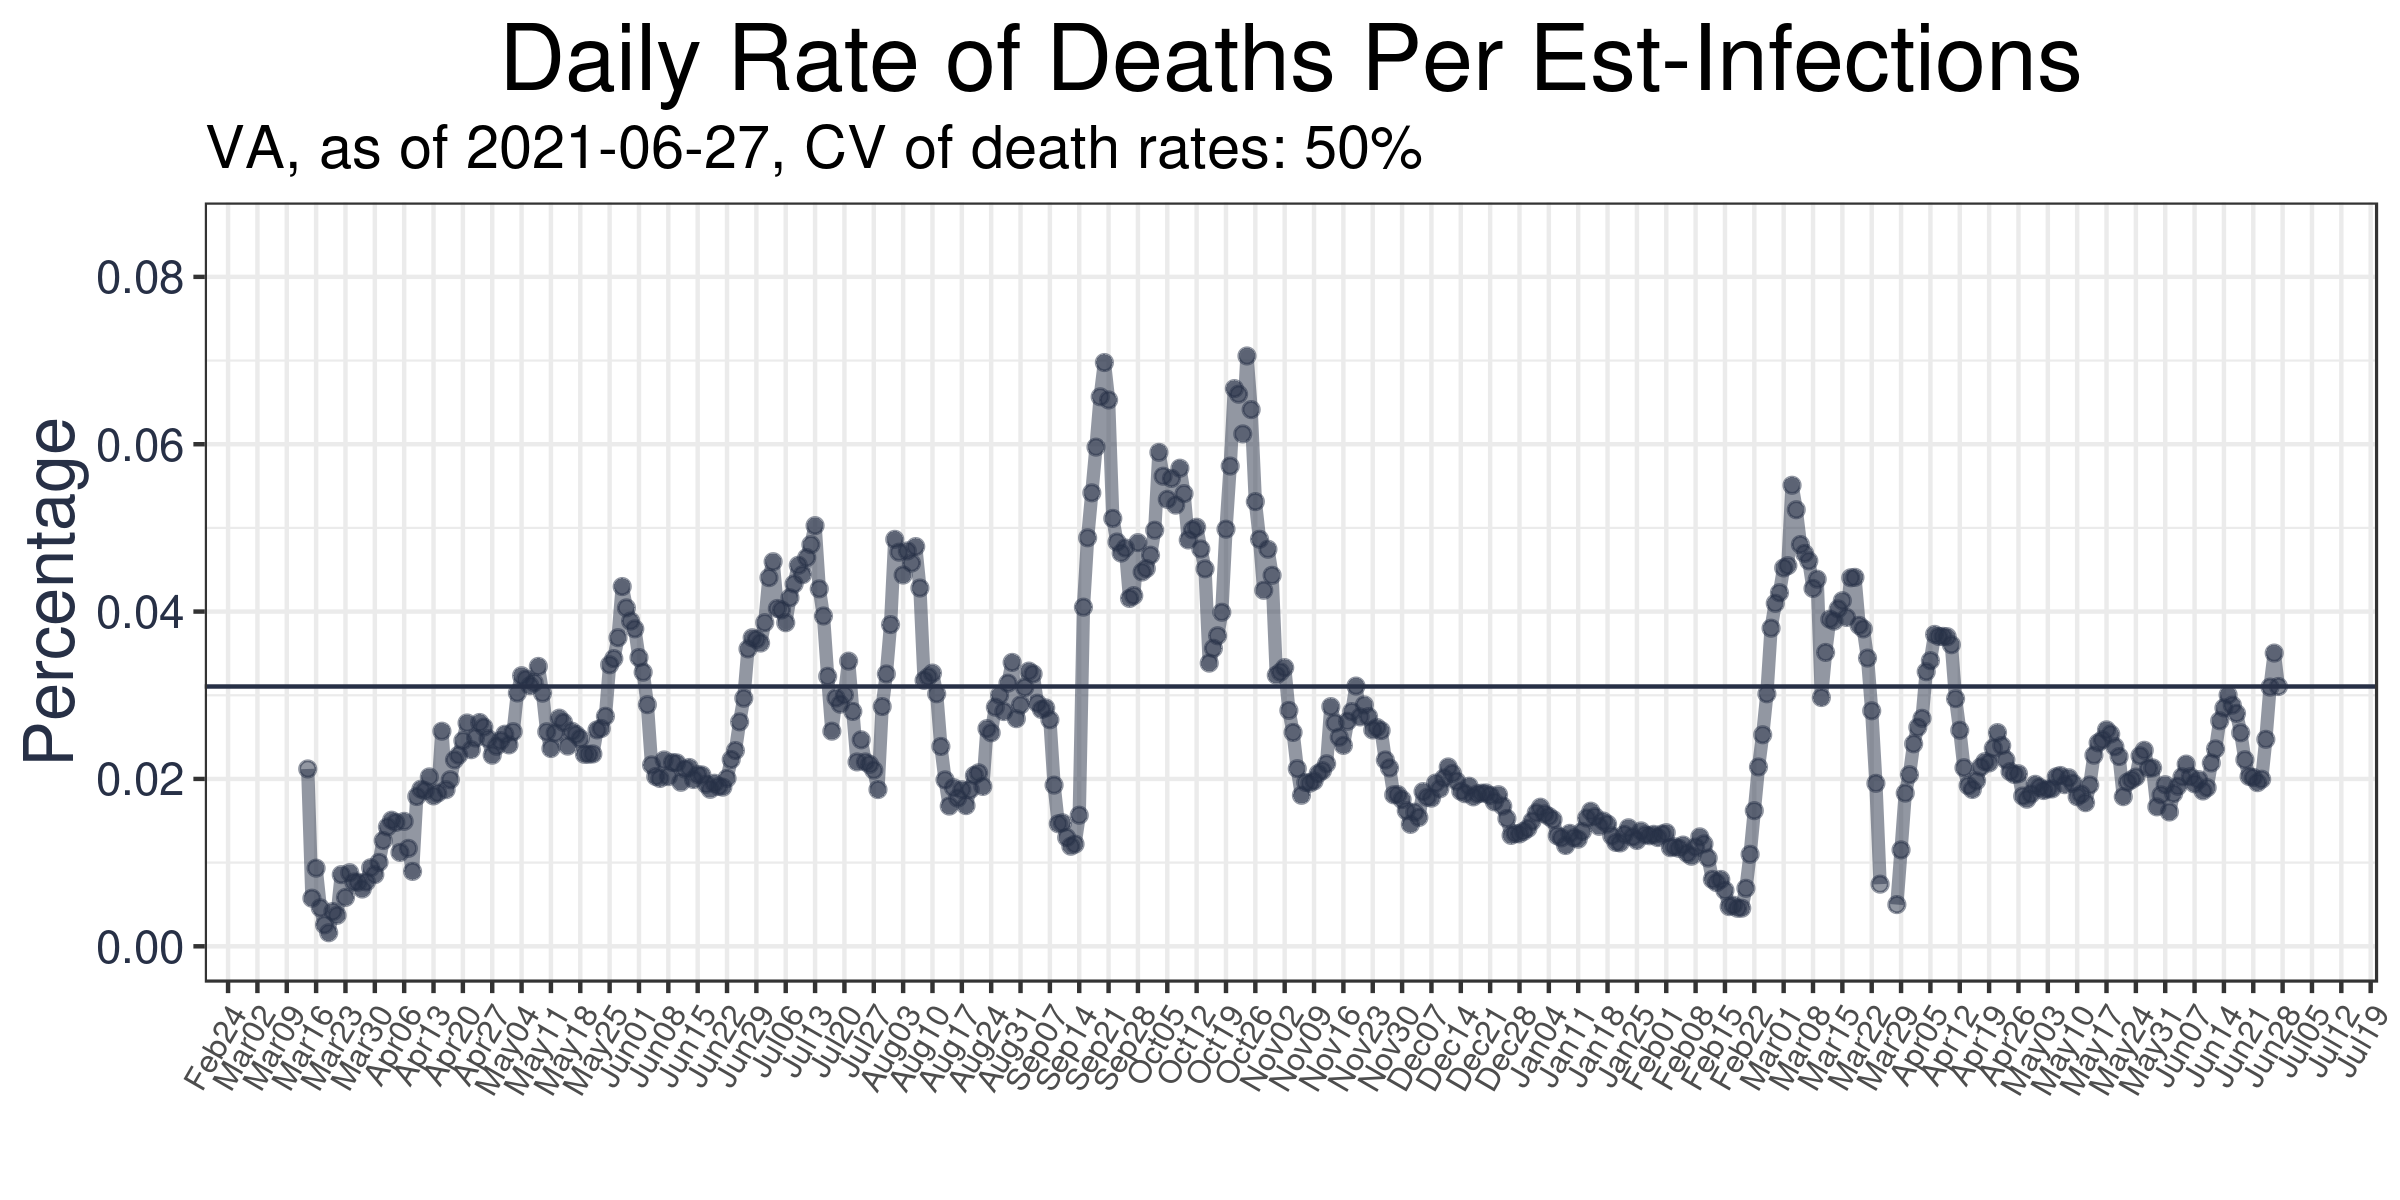 Daily Rate of Deaths Per Est-Infections
VA, as of 2021-06-27, CV of death rates: 50%
Percentage
0.08
0.06
0.04
0.02
0.00
Feb24
Mar02
Mar09
Mar16
Mar23
Mar30
Apr06
Apr13
Apr20
Apr27
May04
May11
May18
May25
Jun01
Jun08
Jun15
Jun22
Jun29
Jul06
Jul13
Jul20
Jul27
Aug03
Aug10
Aug17
Aug24
Aug31
Sep07
Sep14
Sep21
Sep28
Oct05
Oct12
Oct19
Oct26
Nov02
Nov09
Nov16
Nov23
Nov30
Dec07
Dec14
Dec21
Dec28
Jan04
Jan11
Jan18
Jan25
Feb01
Feb08
Feb15
Feb22
Mar01
Mar08
Mar15
Mar22
Mar29
Apr05
Apr12
Apr19
Apr26
May03
May10
May17
May24
May31
Jun07
Jun14
Jun21
Jun28
Jul05
Jul12
Jul19